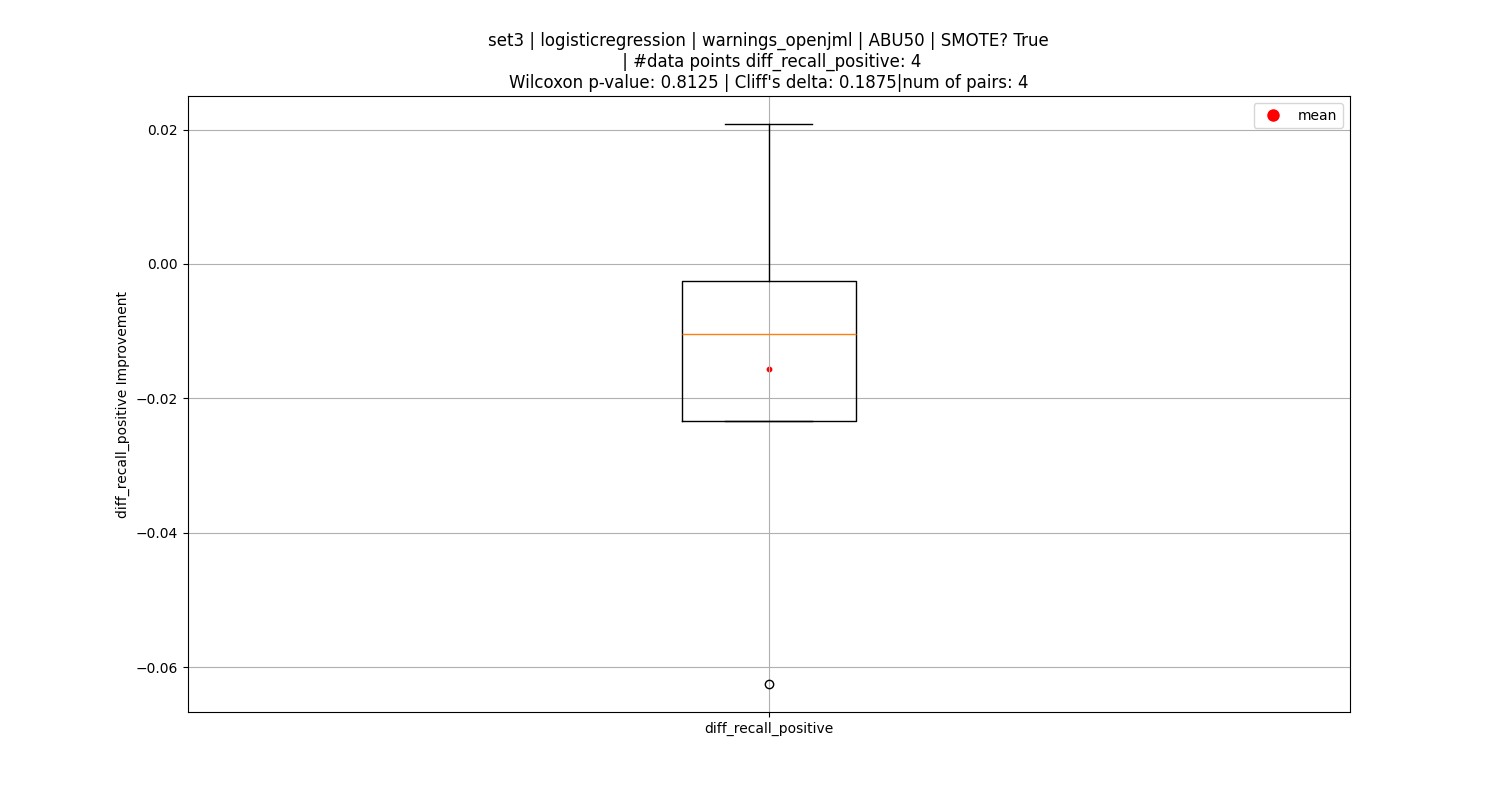 set3 | logisticregression | warnings_openjml | ABU50 | SMOTE? True
| #data points diff_recall_positive: 4
Wilcoxon p-value: 0.8125 | Cliff's delta: 0.1875|num of pairs: 4
mean
0.02
0.00
−0.02
−0.04
−0.06
diff_recall_positive Improvement
diff_recall_positive